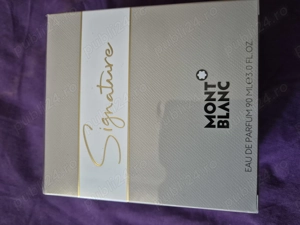 Signature
MONT
BLANC
EAU DE PARFUM 90 ML℮3.0 FL.OZ.